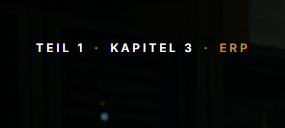 TEIL 1 · KAPITEL 3 · ERP